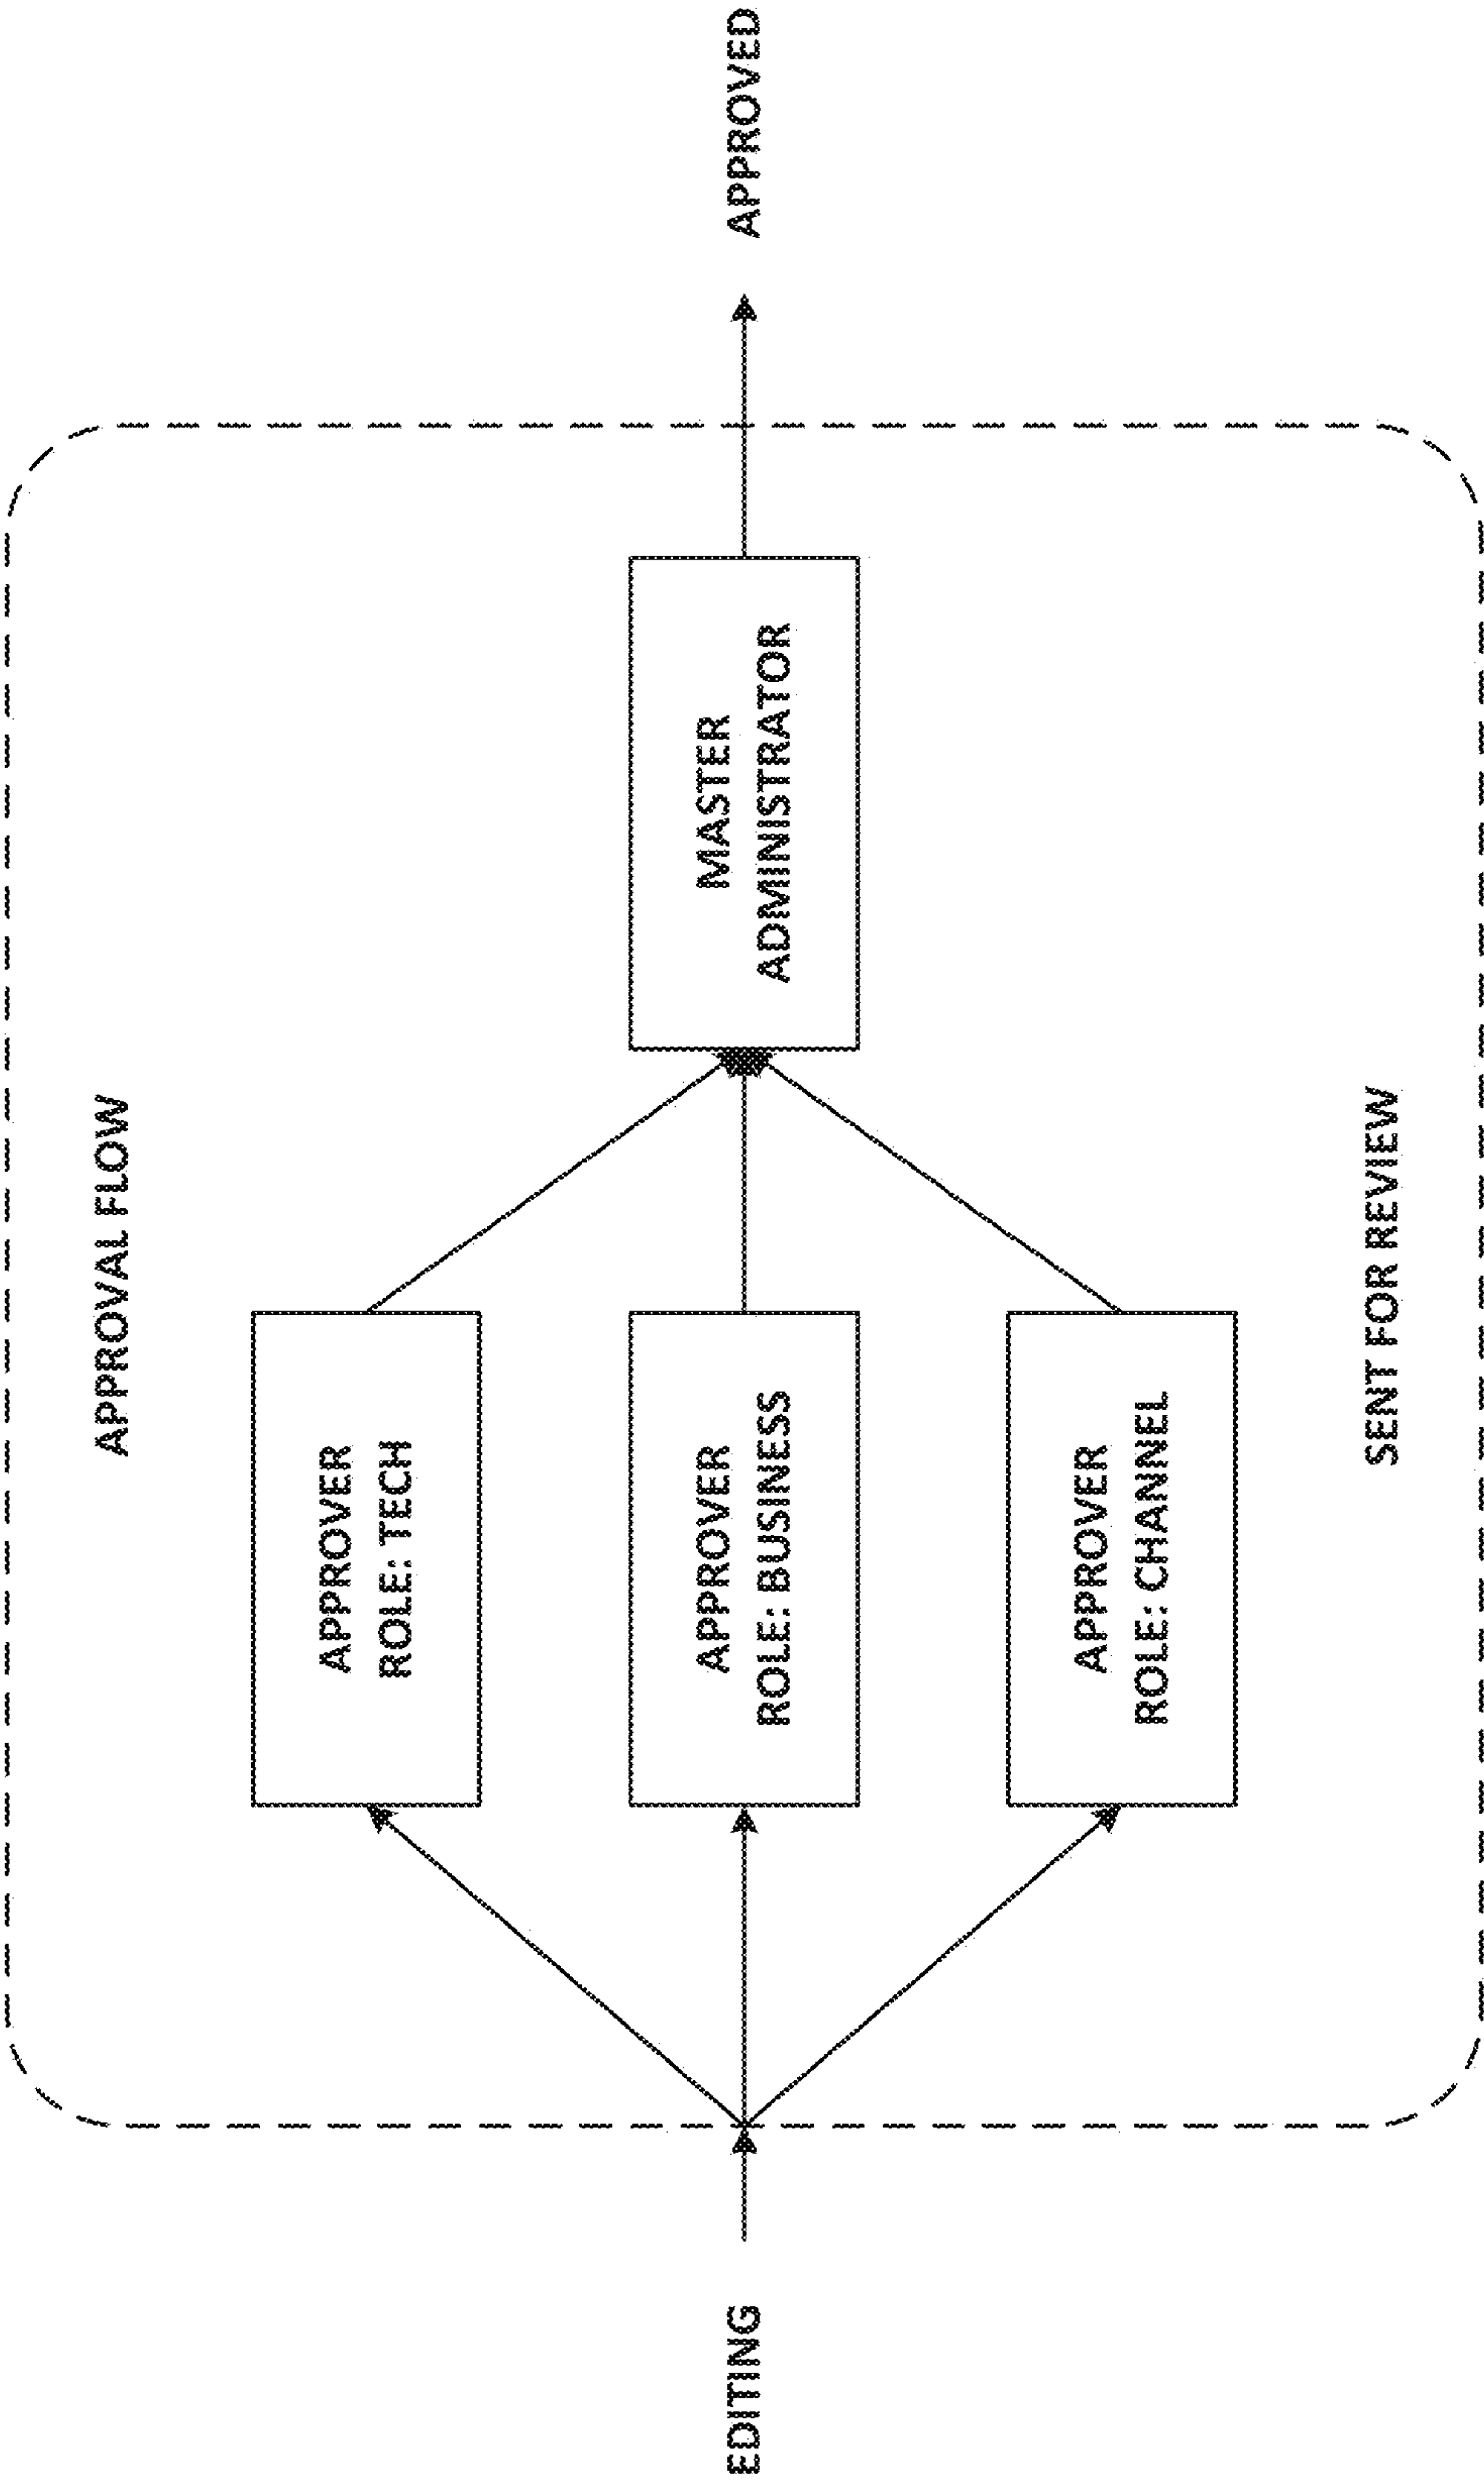 APPROVAL FLOW
EDITING
APPROVER
ROLE: TECH
APPROVER
ROLE: BUSINESS
APPROVER
ROLE: CHANNEL
MASTER
ADMINISTRATOR
APPROVED
SENT FOR REVIEW